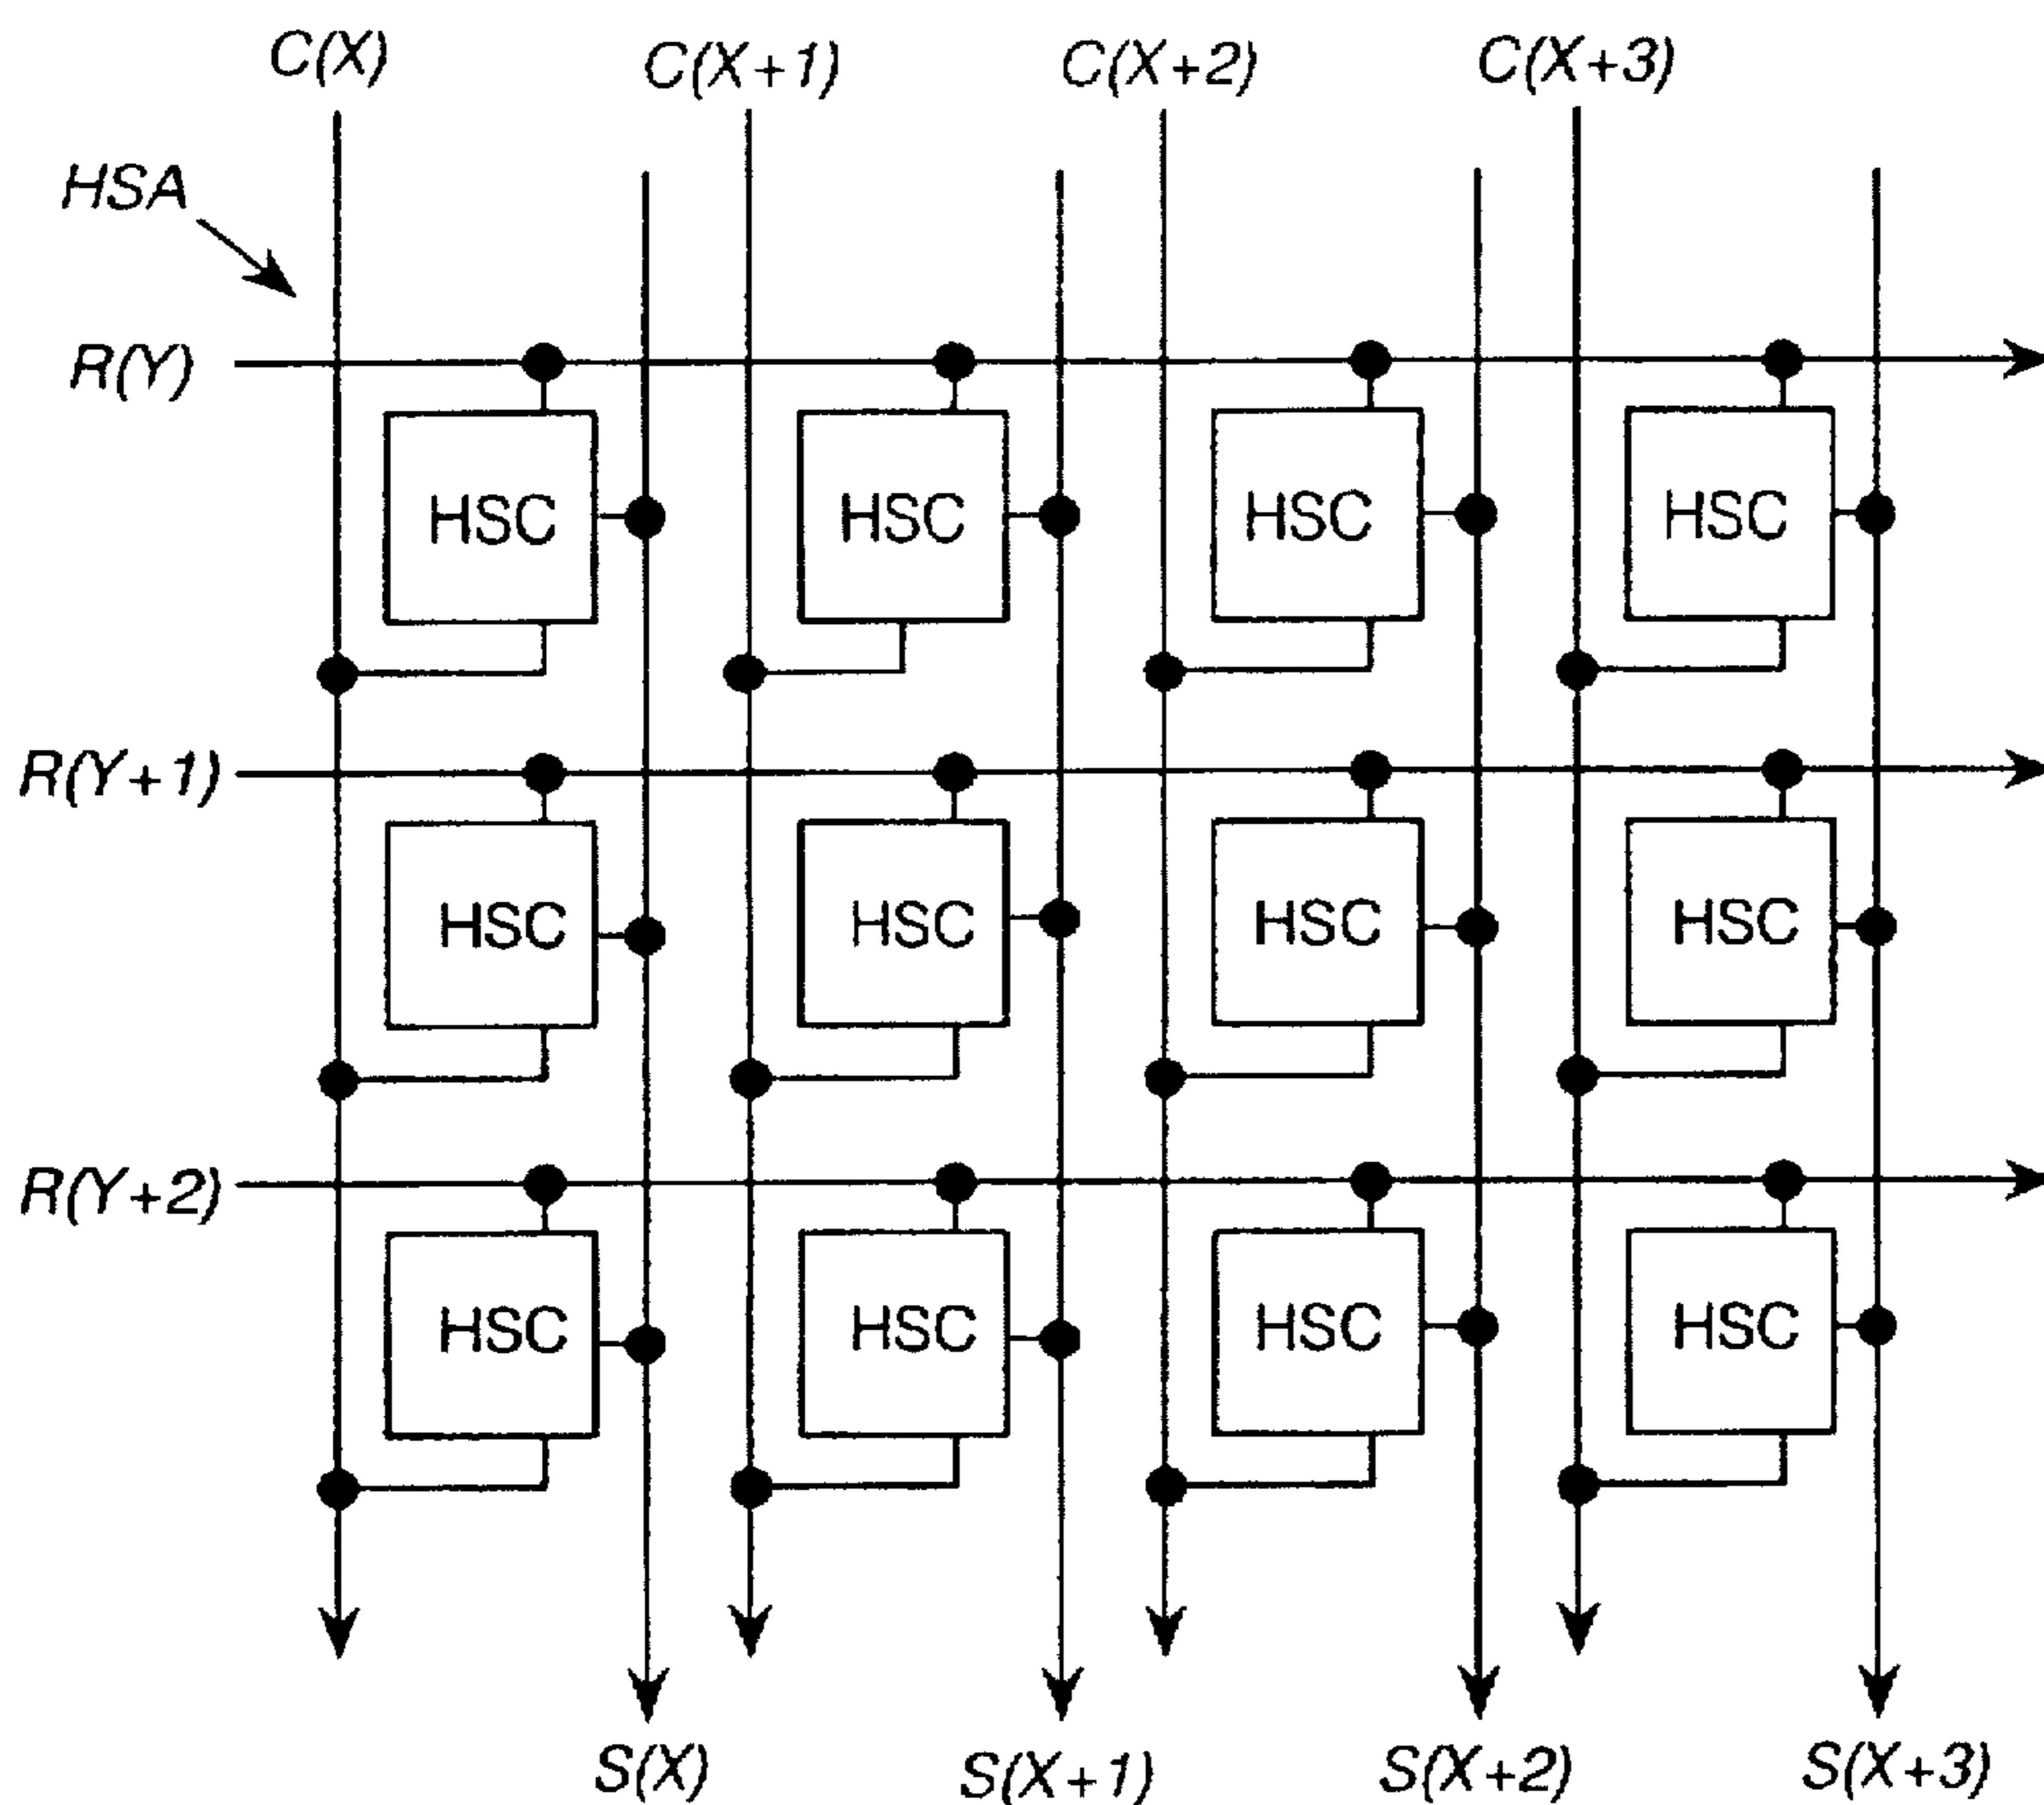 C(X) C(X+1) C(X+2) C(X+3)
HSA
R(Y)
HSC HSC HSC HSC
R(Y+1)
HSC HSC HSC HSC
R(Y+2)
HSC HSC HSC HSC
S(X) S(X+1) S(X+2) S(X+3)